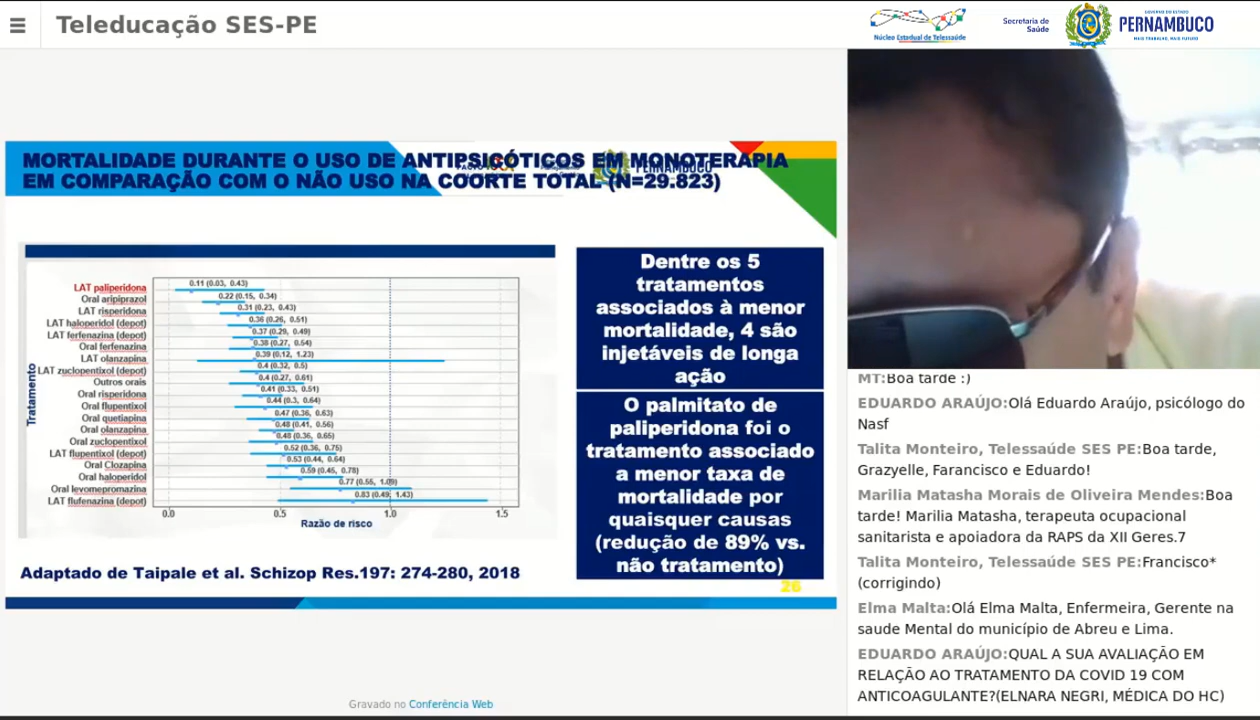 Teleducação SES-PE
Núcleo Estadual de Telessaúde
Secretaria de
Saúde
GOVERNO DO ESTADO
PERNAMBUCO
MAIS TRABALHO, MAIS FUTURO
MORTALIDADE DURANTE O USO DE ANTIPSICÓTICOS EM MONOTERAPIA
EM COMPARAÇÃO COM O NÃO USO NA COORTE TOTAL (N=29.823)
PERNAMBUCO
Tratamento
LAT paliperidona 0.11 (0.03, 0.43)
Oral aripiprazol 0.22 (0.15, 0.34)
LAT risperidona 0.31 (0.23, 0.43)
LAT haloperidol (depot) 0.36 (0.26, 0.51)
LAT ferfenazina (depot) 0.37 (0.29, 0.49)
Oral ferfenazina 0.38 (0.27, 0.54)
LAT olanzapina 0.39 (0.12, 1.23)
LAT zuclopentixol (depot) 0.4 (0.32, 0.5)
Outros orais 0.4 (0.27, 0.61)
Oral risperidona 0.41 (0.33, 0.51)
Oral flupentixol 0.44 (0.3, 0.64)
Oral quetiapina 0.47 (0.36, 0.63)
Oral olanzapina 0.48 (0.41, 0.56)
Oral zuclopentixol 0.48 (0.36, 0.65)
LAT flupentixol (depot) 0.52 (0.36, 0.75)
Oral Clozapina 0.53 (0.44, 0.64)
Oral haloperidol 0.59 (0.45, 0.78)
Oral levomepromazina 0.77 (0.55, 1.09)
LAT flufenazina (depot) 0.83 (0.49, 1.43)
0.0 0.5 1.0 1.5
Razão de risco
Adaptado de Taipale et al. Schizop Res.197: 274-280, 2018
Dentre os 5
tratamentos
associados à menor
mortalidade, 4 são
injetáveis de longa
ação
O palmitato de
paliperidona foi o
tratamento associado
a menor taxa de
mortalidade por
quaisquer causas
(redução de 89% vs.
não tratamento)
26
Gravado no Conferência Web
MT:Boa tarde :)
EDUARDO ARAÚJO:Olá Eduardo Araújo, psicólogo do
Nasf
Talita Monteiro, Telessaúde SES PE:Boa tarde,
Grazyelle, Farancisco e Eduardo!
Marilia Matasha Morais de Oliveira Mendes:Boa
tarde! Marilia Matasha, terapeuta ocupacional
sanitarista e apoiadora da RAPS da XII Geres.7
Talita Monteiro, Telessaúde SES PE:Francisco*
(corrigindo)
Elma Malta:Olá Elma Malta, Enfermeira, Gerente na
saude Mental do município de Abreu e Lima.
EDUARDO ARAÚJO:QUAL A SUA AVALIAÇÃO EM
RELAÇÃO AO TRATAMENTO DA COVID 19 COM
ANTICOAGULANTE?(ELNARA NEGRI, MÉDICA DO HC)